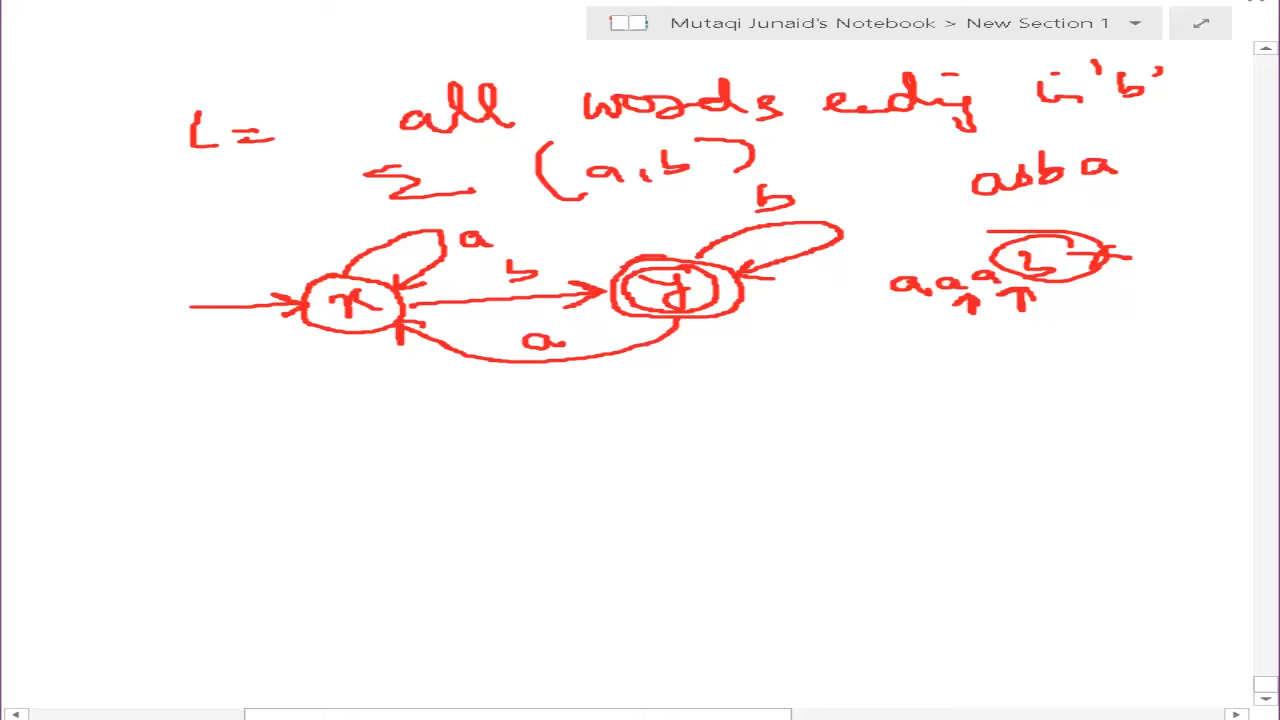 Mutaqi Junaid's Notebook > New Section 1
L = all words ending in 'b'
Σ (a,b)
abba
b
a
b
x
y
a
a,a a b